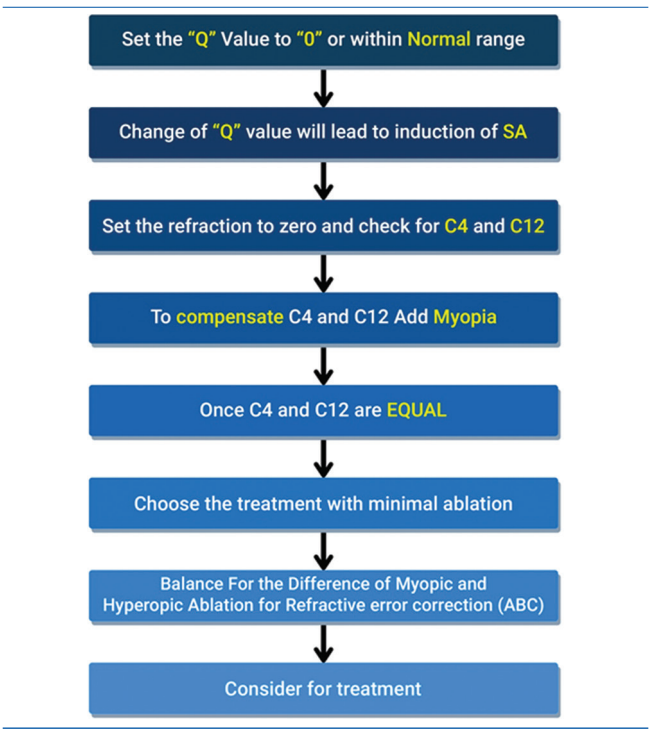 Set the “Q” Value to “0” or within Normal range
Change of “Q” value will lead to induction of SA
Set the refraction to zero and check for C4 and C12
To compensate C4 and C12 Add Myopia
Once C4 and C12 are EQUAL
Choose the treatment with minimal ablation
Balance For the Difference of Myopic and
Hyperopic Ablation for Refractive error correction (ABC)
Consider for treatment